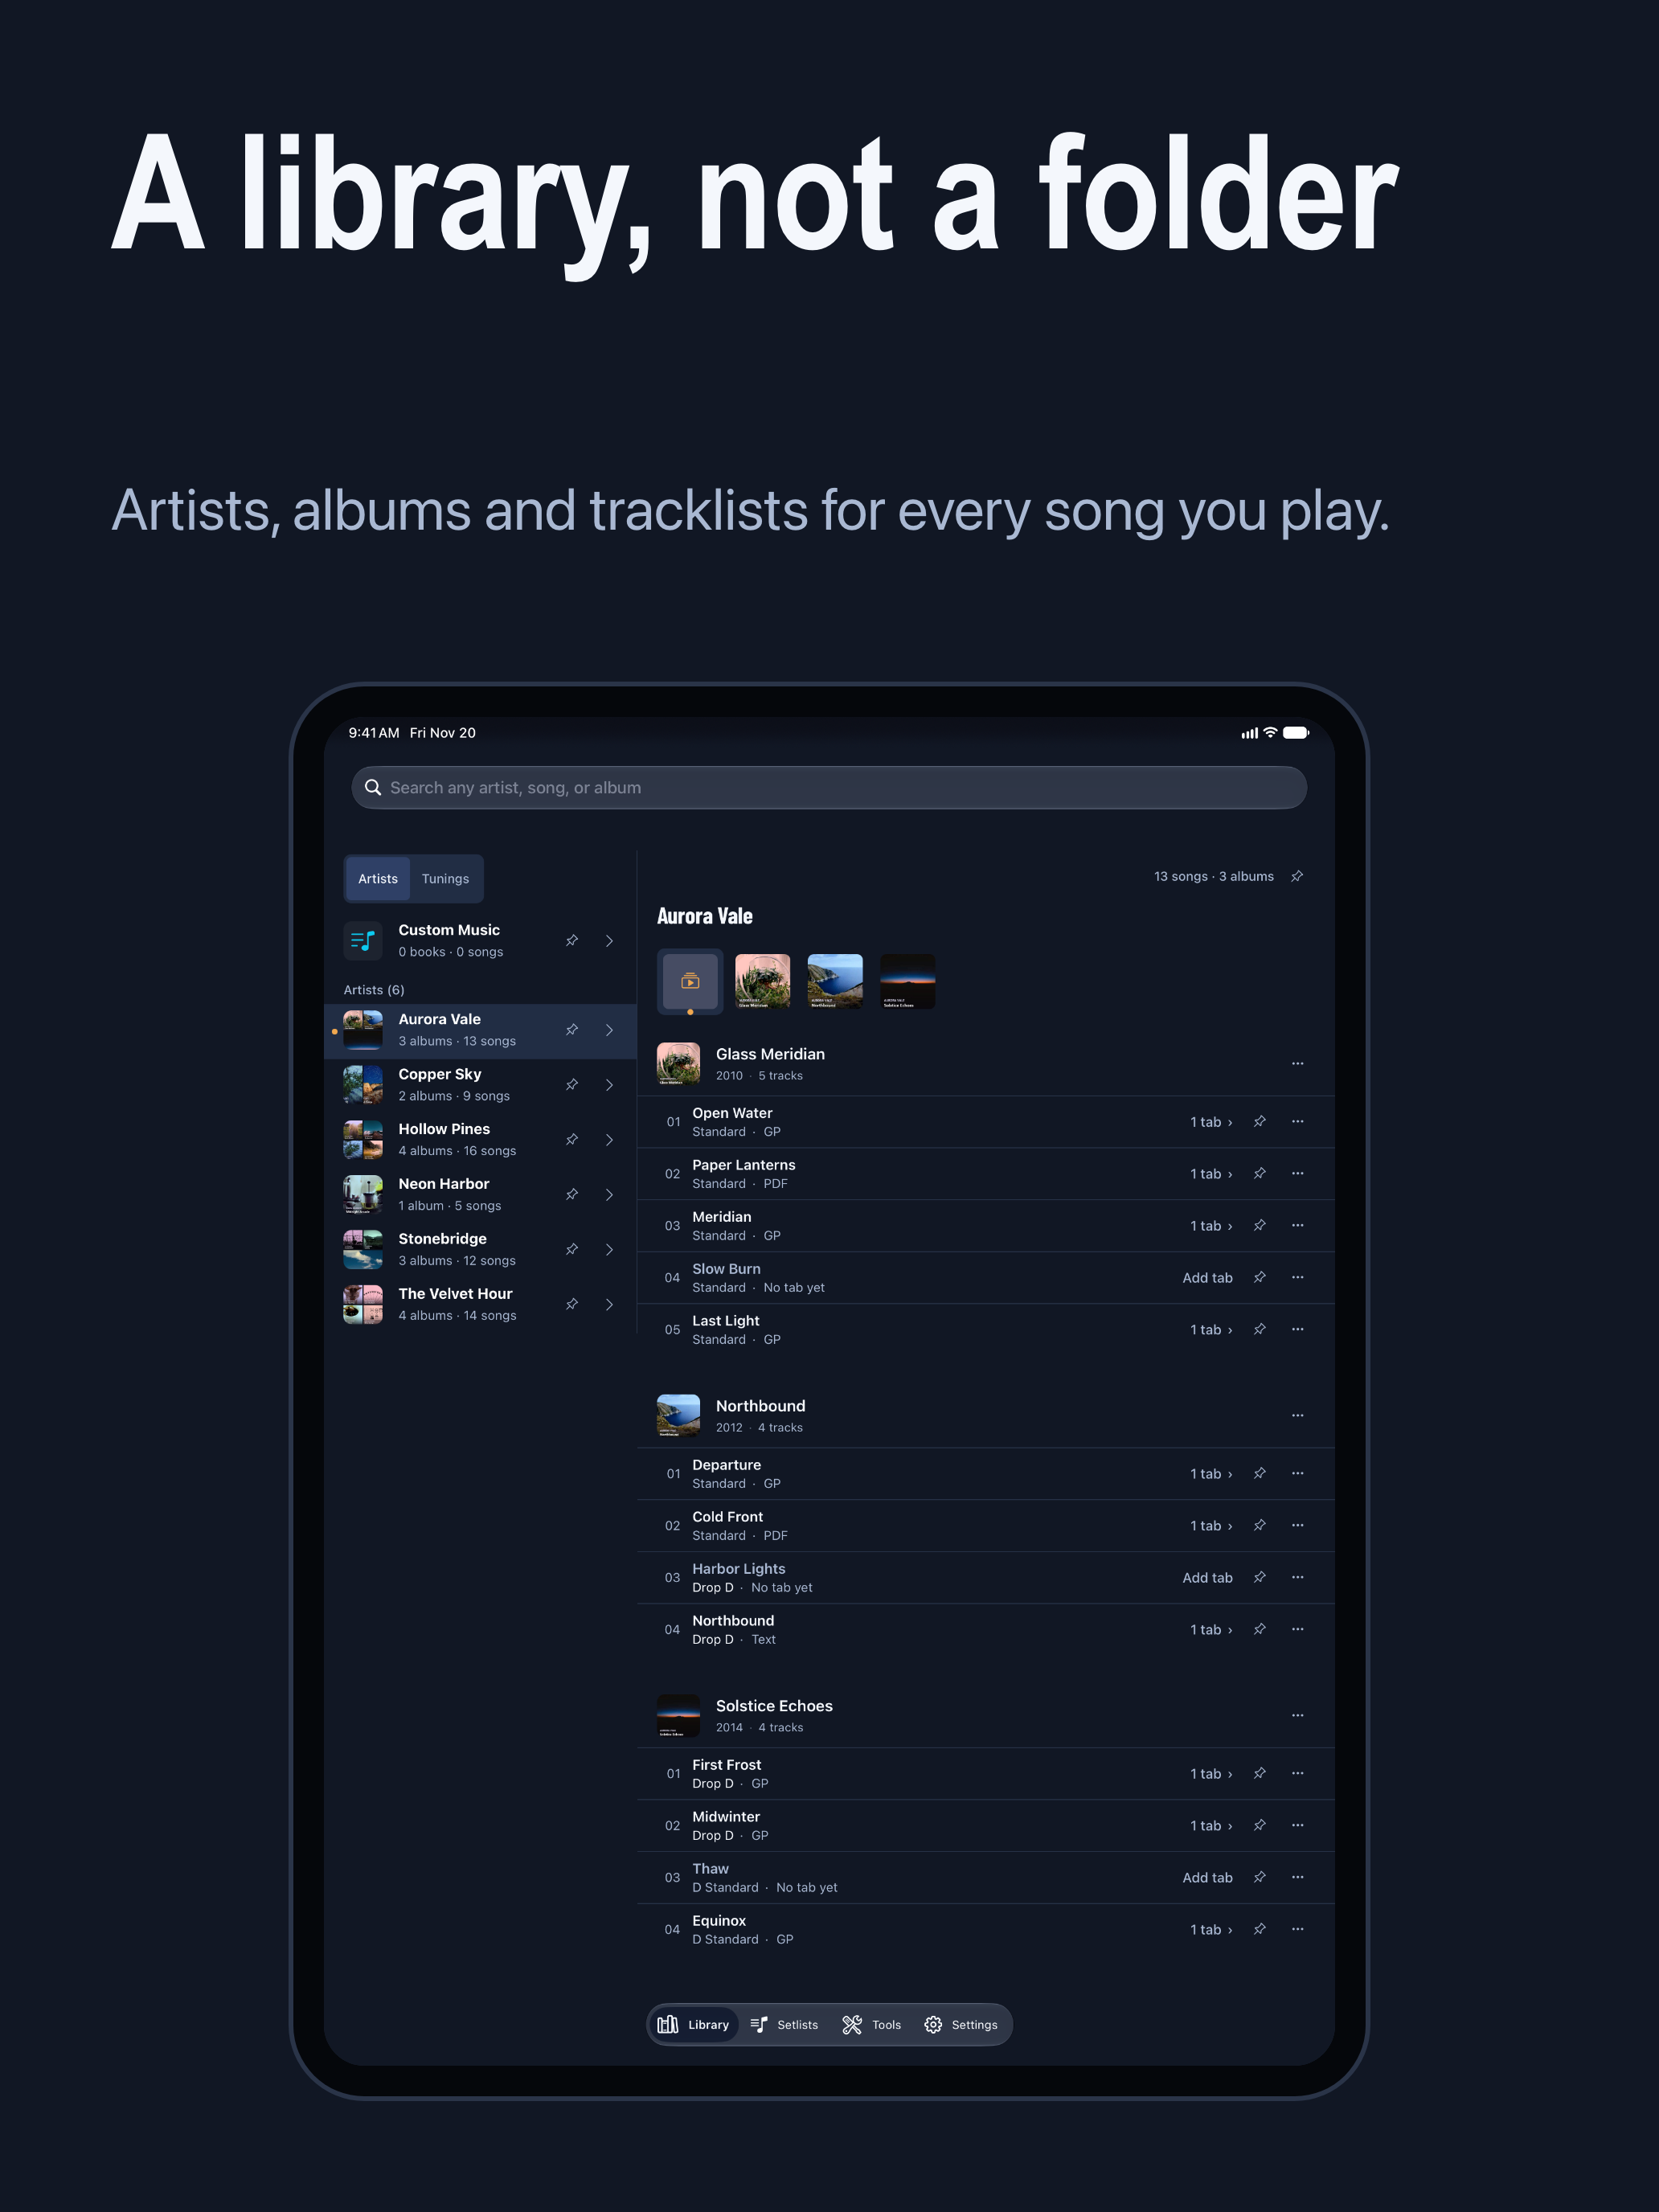 A library, not a folder
Artists, albums and tracklists for every song you play.
9:41 AM Fri Nov 20
Search any artist, song, or album
Artists Tunings
Custom Music
0 books · 0 songs
Artists (6)
Aurora Vale
3 albums · 13 songs
Copper Sky
2 albums · 9 songs
Hollow Pines
4 albums · 16 songs
Neon Harbor
1 album · 5 songs
Stonebridge
3 albums · 12 songs
The Velvet Hour
4 albums · 14 songs
13 songs · 3 albums
Aurora Vale
Glass Meridian
2010 · 5 tracks
01 Open Water 1 tab ›
Standard · GP
02 Paper Lanterns 1 tab ›
Standard · PDF
03 Meridian 1 tab ›
Standard · GP
04 Slow Burn Add tab
Standard · No tab yet
05 Last Light 1 tab ›
Standard · GP
Northbound
2012 · 4 tracks
01 Departure 1 tab ›
Standard · GP
02 Cold Front 1 tab ›
Standard · PDF
03 Harbor Lights Add tab
Drop D · No tab yet
04 Northbound 1 tab ›
Drop D · Text
Solstice Echoes
2014 · 4 tracks
01 First Frost 1 tab ›
Drop D · GP
02 Midwinter 1 tab ›
Drop D · GP
03 Thaw Add tab
D Standard · No tab yet
04 Equinox 1 tab ›
D Standard · GP
Library Setlists Tools Settings